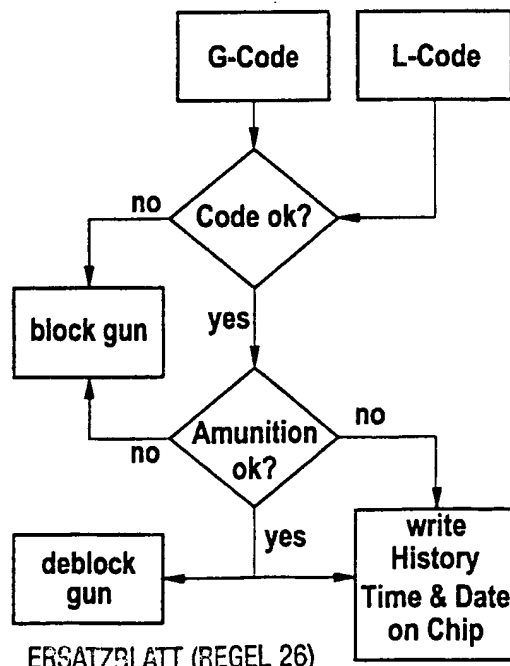 G-Code
L-Code
no
Code ok?
block gun
yes
Amunition
ok?
no
no
deblock
gun
yes
write
History
Time & Date
on Chip
ERSATZBLATT (REGEL 26)